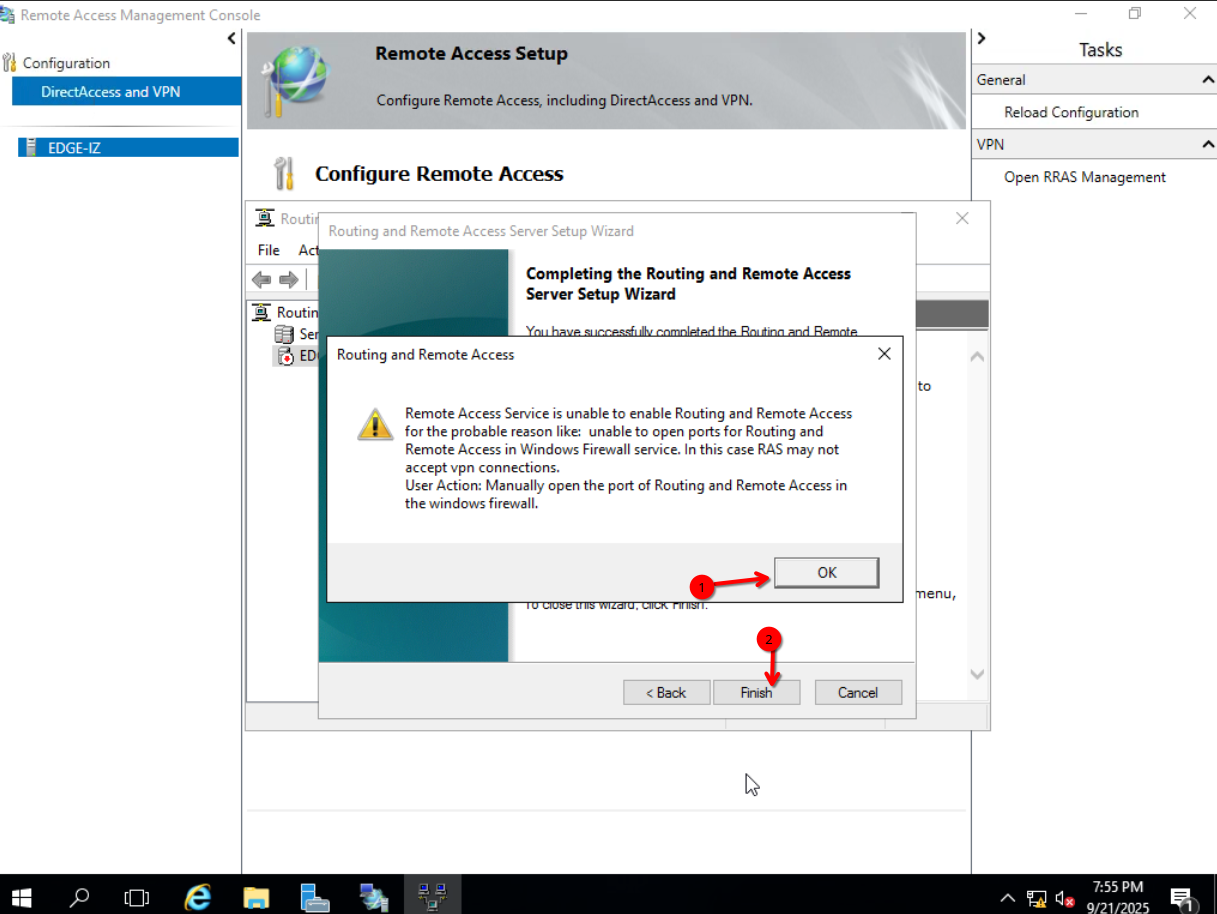 Remote Access Management Console
Configuration
DirectAccess and VPN
EDGE-IZ
Remote Access Setup
Configure Remote Access, including DirectAccess and VPN.
Configure Remote Access
Tasks
General
Reload Configuration
VPN
Open RRAS Management
Routing and Remote Access Server Setup Wizard
File
Completing the Routing and Remote Access
Server Setup Wizard
You have successfully completed the Routing and Remote
Routing and Remote Access
to
Remote Access Service is unable to enable Routing and Remote Access
for the probable reason like: unable to open ports for Routing and
Remote Access in Windows Firewall service. In this case RAS may not
accept vpn connections.
User Action: Manually open the port of Routing and Remote Access in
the windows firewall.
1
OK
menu,
To close this wizard, click Finish.
2
< Back
Finish
Cancel
7:55 PM
9/21/2025
1